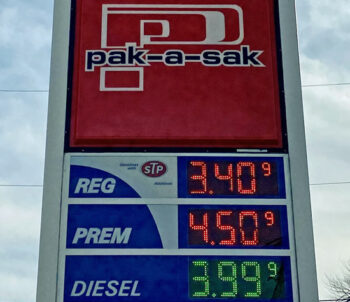 P
pak-a-sak
STP
REG 3.40 9
PREM 4.50 9
DIESEL 3.99 9